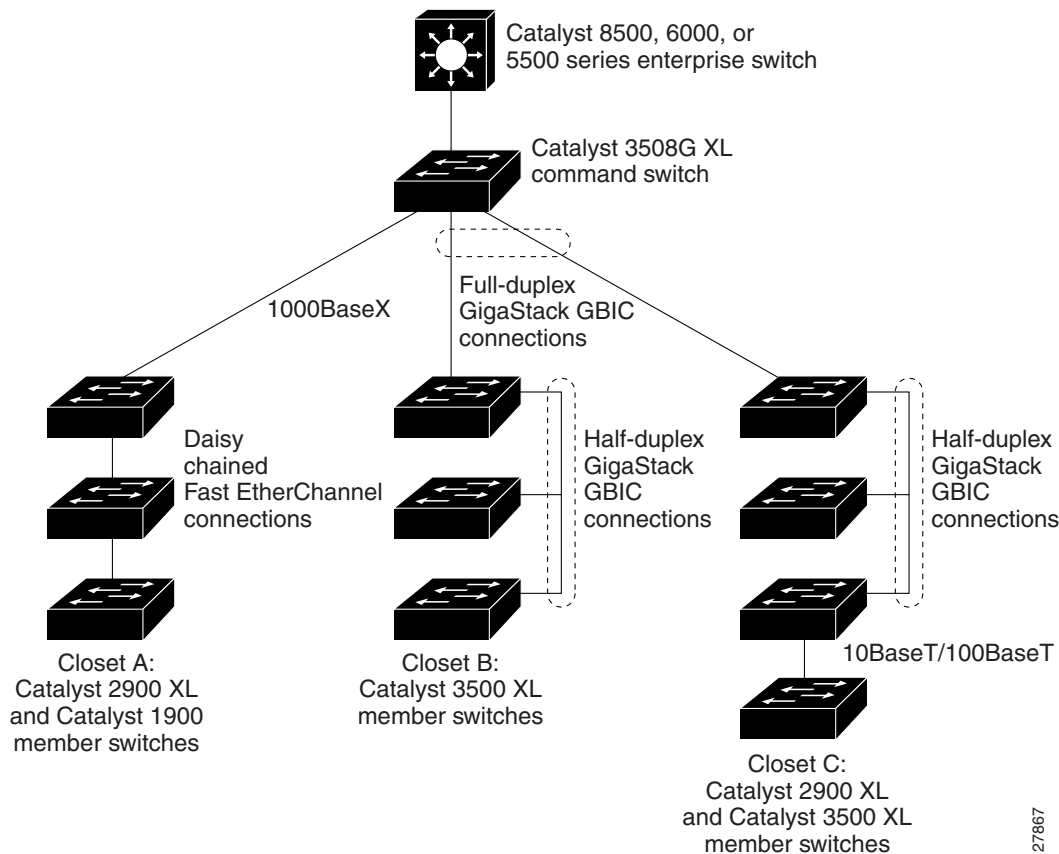 Catalyst 8500, 6000, or
5500 series enterprise switch
Catalyst 3508G XL
command switch
1000BaseX
Full-duplex
GigaStack GBIC
connections
Daisy
chained
Fast EtherChannel
connections
Half-duplex
GigaStack
GBIC
connections
Half-duplex
GigaStack
GBIC
connections
10BaseT/100BaseT
Closet A:
Catalyst 2900 XL
and Catalyst 1900
member switches
Closet B:
Catalyst 3500 XL
member switches
Closet C:
Catalyst 2900 XL
and Catalyst 3500 XL
member switches
27867